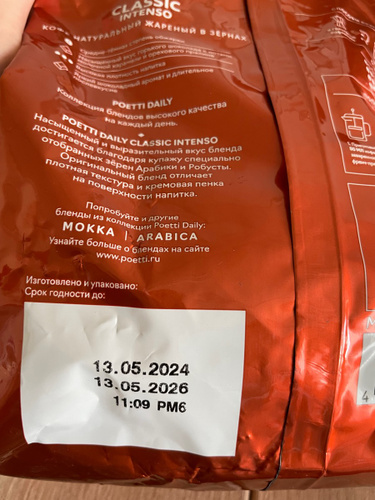 CLASSIC
INTENSO
КОФЕ НАТУРАЛЬНЫЙ ЖАРЕНЫЙ В ЗЕРНАХ
Коллекция блендов высокого качества
на каждый день.
POETTI DAILY
POETTI DAILY CLASSIC INTENSO
Насыщенный и выразительный вкус бленда
достигается благодаря купажу специально
отобранных зёрен Арабики и Робусты.
Оригинальный бленд отличает
плотная текстура и кремовая пенка
на поверхности напитка.
Попробуйте и другие
бленды из коллекции Poetti Daily:
MOKKA | ARABICA
Узнайте больше о блендах на сайте
www.poetti.ru
Изготовлено и упаковано:
Срок годности до:
13.05.2024
13.05.2026
11:09 PM6
4